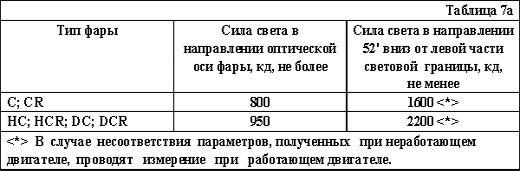 Таблица 7а
Тип фары
Сила света в
направлении оптической
оси фары, кд, не более
Сила света в направлении
52' вниз от левой части
световой границы, кд,
не менее
C; CR
800
1600 <*>
HC; HCR; DC; DCR
950
2200 <*>
<*> В случае несоответствия параметров, полученных при неработающем
двигателе, проводят измерение при работающем двигателе.